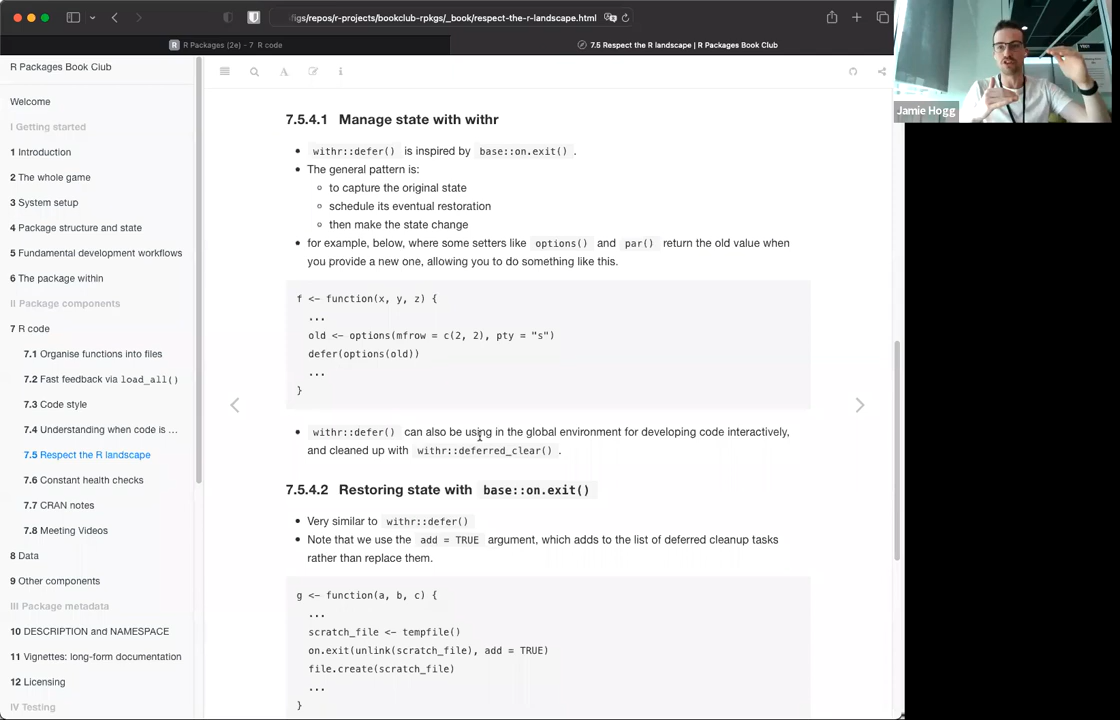 figs/repos/r-projects/bookclub-rpkgs/_book/respect-the-r-landscape.html
R Packages (2e) - 7 R code
7.5 Respect the R landscape | R Packages Book Club
R Packages Book Club
Welcome
I Getting started
1 Introduction
2 The whole game
3 System setup
4 Package structure and state
5 Fundamental development workflows
6 The package within
II Package components
7 R code
7.1 Organise functions into files
7.2 Fast feedback via load_all()
7.3 Code style
7.4 Understanding when code is ...
7.5 Respect the R landscape
7.6 Constant health checks
7.7 CRAN notes
7.8 Meeting Videos
8 Data
9 Other components
III Package metadata
10 DESCRIPTION and NAMESPACE
11 Vignettes: long-form documentation
12 Licensing
IV Testing
7.5.4.1 Manage state with withr
withr::defer() is inspired by base::on.exit() .
The general pattern is:
to capture the original state
schedule its eventual restoration
then make the state change
for example, below, where some setters like options() and par() return the old value when
you provide a new one, allowing you to do something like this.
f <- function(x, y, z) {
...
old <- options(mfrow = c(2, 2), pty = "s")
defer(options(old))
...
}
withr::defer() can also be using in the global environment for developing code interactively,
and cleaned up with withr::deferred_clear() .
7.5.4.2 Restoring state with base::on.exit()
Very similar to withr::defer()
Note that we use the add = TRUE argument, which adds to the list of deferred cleanup tasks
rather than replace them.
g <- function(a, b, c) {
...
scratch_file <- tempfile()
on.exit(unlink(scratch_file), add = TRUE)
file.create(scratch_file)
...
}
Jamie Hogg